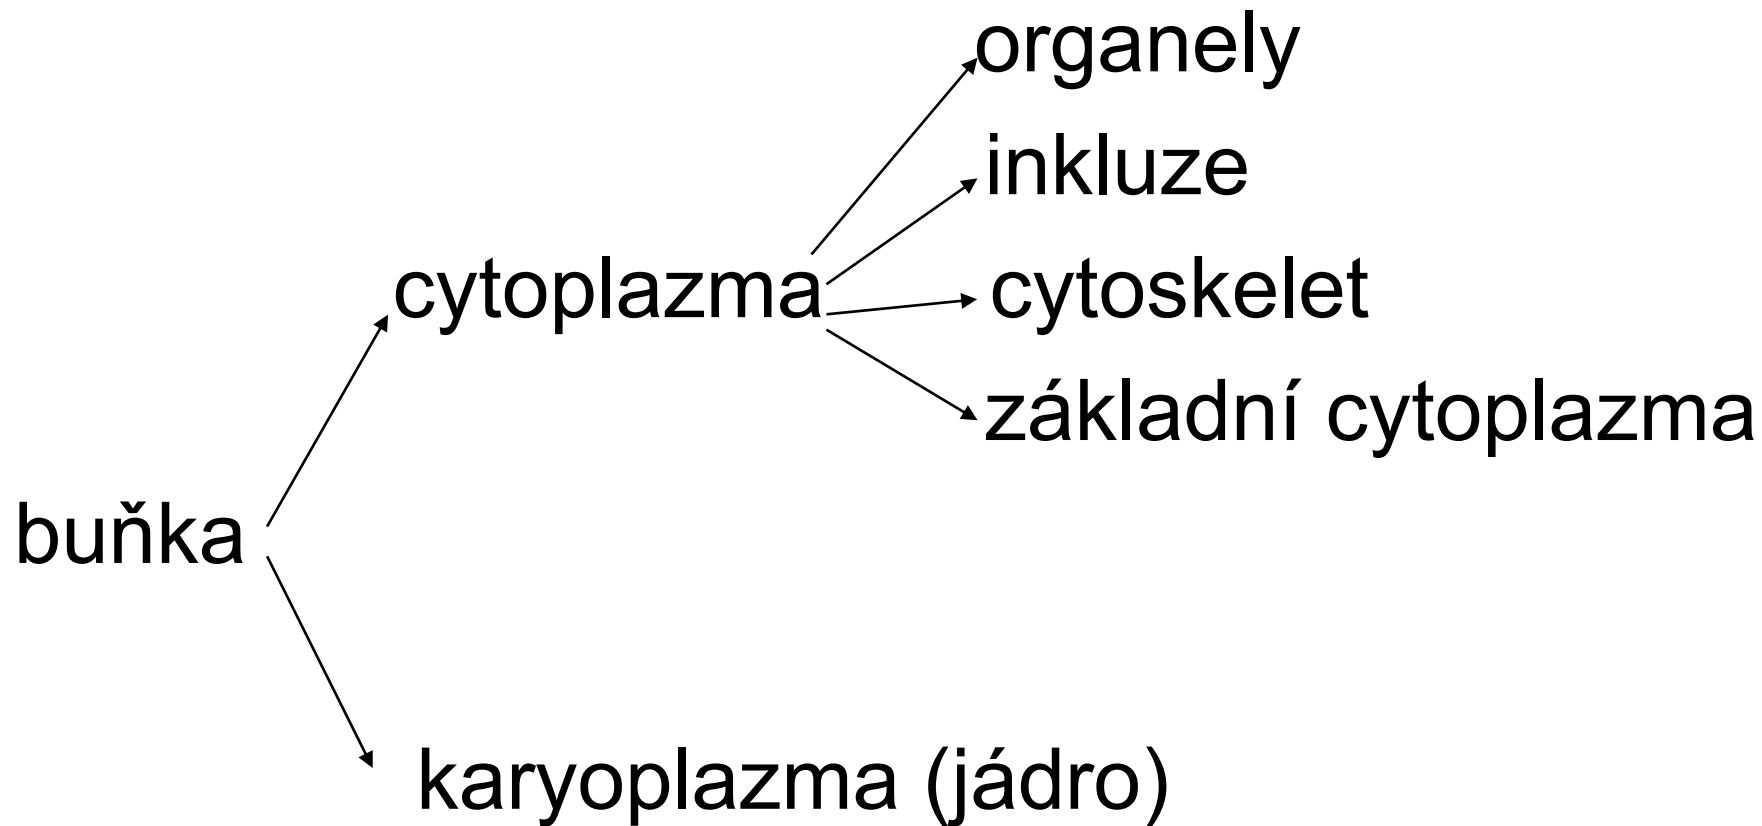 organely
inkluze
cytoplazma
cytoskelet
základní cytoplazma
buňka
karyoplazma (jádro)